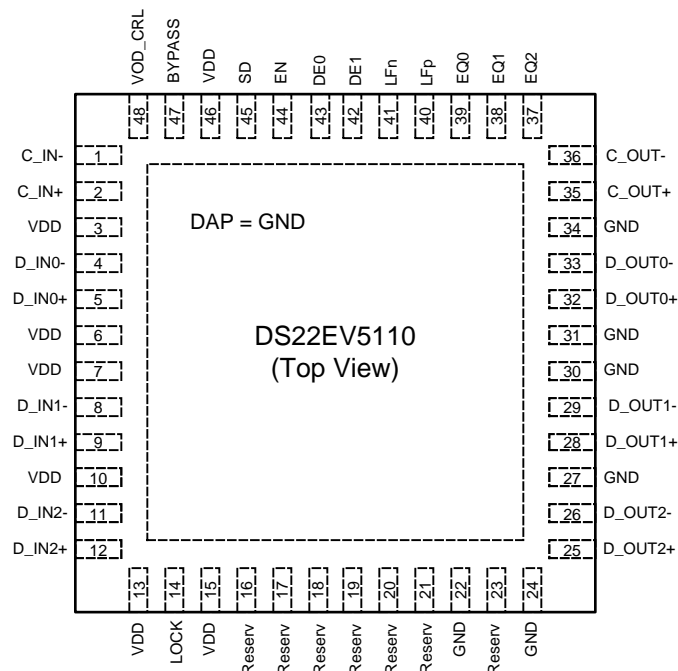 VOD_CRL
BYPASS
VDD
SD
EN
DE0
DE1
LFn
LFp
EQ0
EQ1
EQ2
48
47
46
45
44
43
42
41
40
39
38
37
C_IN- 1
C_IN+ 2
VDD 3
D_IN0- 4
D_IN0+ 5
VDD 6
VDD 7
D_IN1- 8
D_IN1+ 9
VDD 10
D_IN2- 11
D_IN2+ 12
DAP = GND
DS22EV5110
(Top View)
36 C_OUT-
35 C_OUT+
34 GND
33 D_OUT0-
32 D_OUT0+
31 GND
30 GND
29 D_OUT1-
28 D_OUT1+
27 GND
26 D_OUT2-
25 D_OUT2+
13
14
15
16
17
18
19
20
21
22
23
24
VDD
LOCK
VDD
Reserv
Reserv
Reserv
Reserv
Reserv
Reserv
GND
Reserv
GND